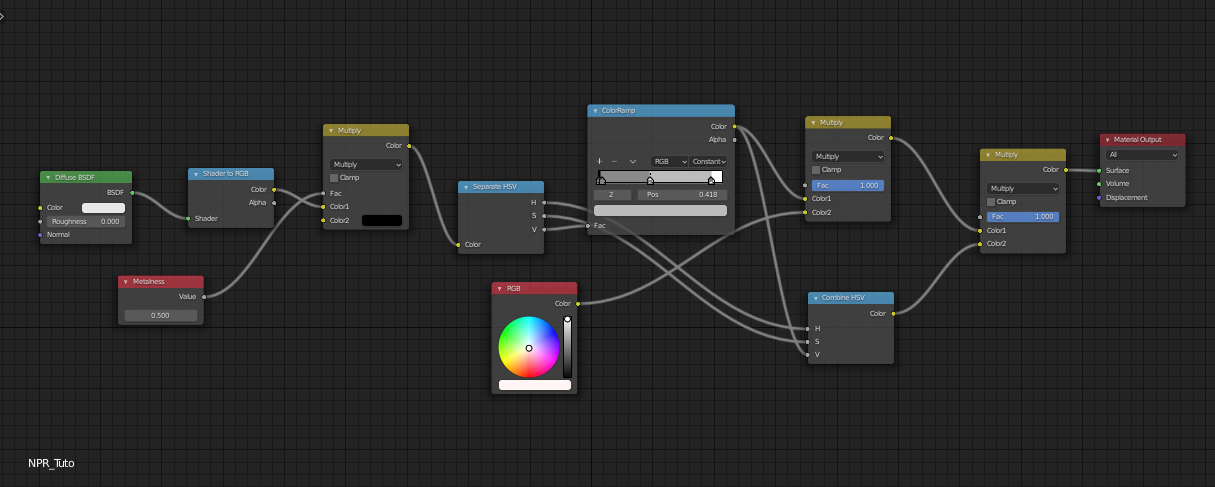 Diffuse BSDF
BSDF
Color
Roughness 0.000
Normal
Metalness
Value
0.500
Shader to RGB
Color
Alpha
Shader
Multiply
Color
Multiply
Clamp
Fac
Color1
Color2
Separate HSV
H
S
V
Color
RGB
Color
ColorRamp
Color
Alpha
RGB Constant
2 Pos 0.418
Fac
Multiply
Color
Multiply
Clamp
Fac 1.000
Color1
Color2
Combine HSV
Color
H
S
V
Multiply
Color
Multiply
Clamp
Fac 1.000
Color1
Color2
Material Output
All
Surface
Volume
Displacement
NPR_Tuto